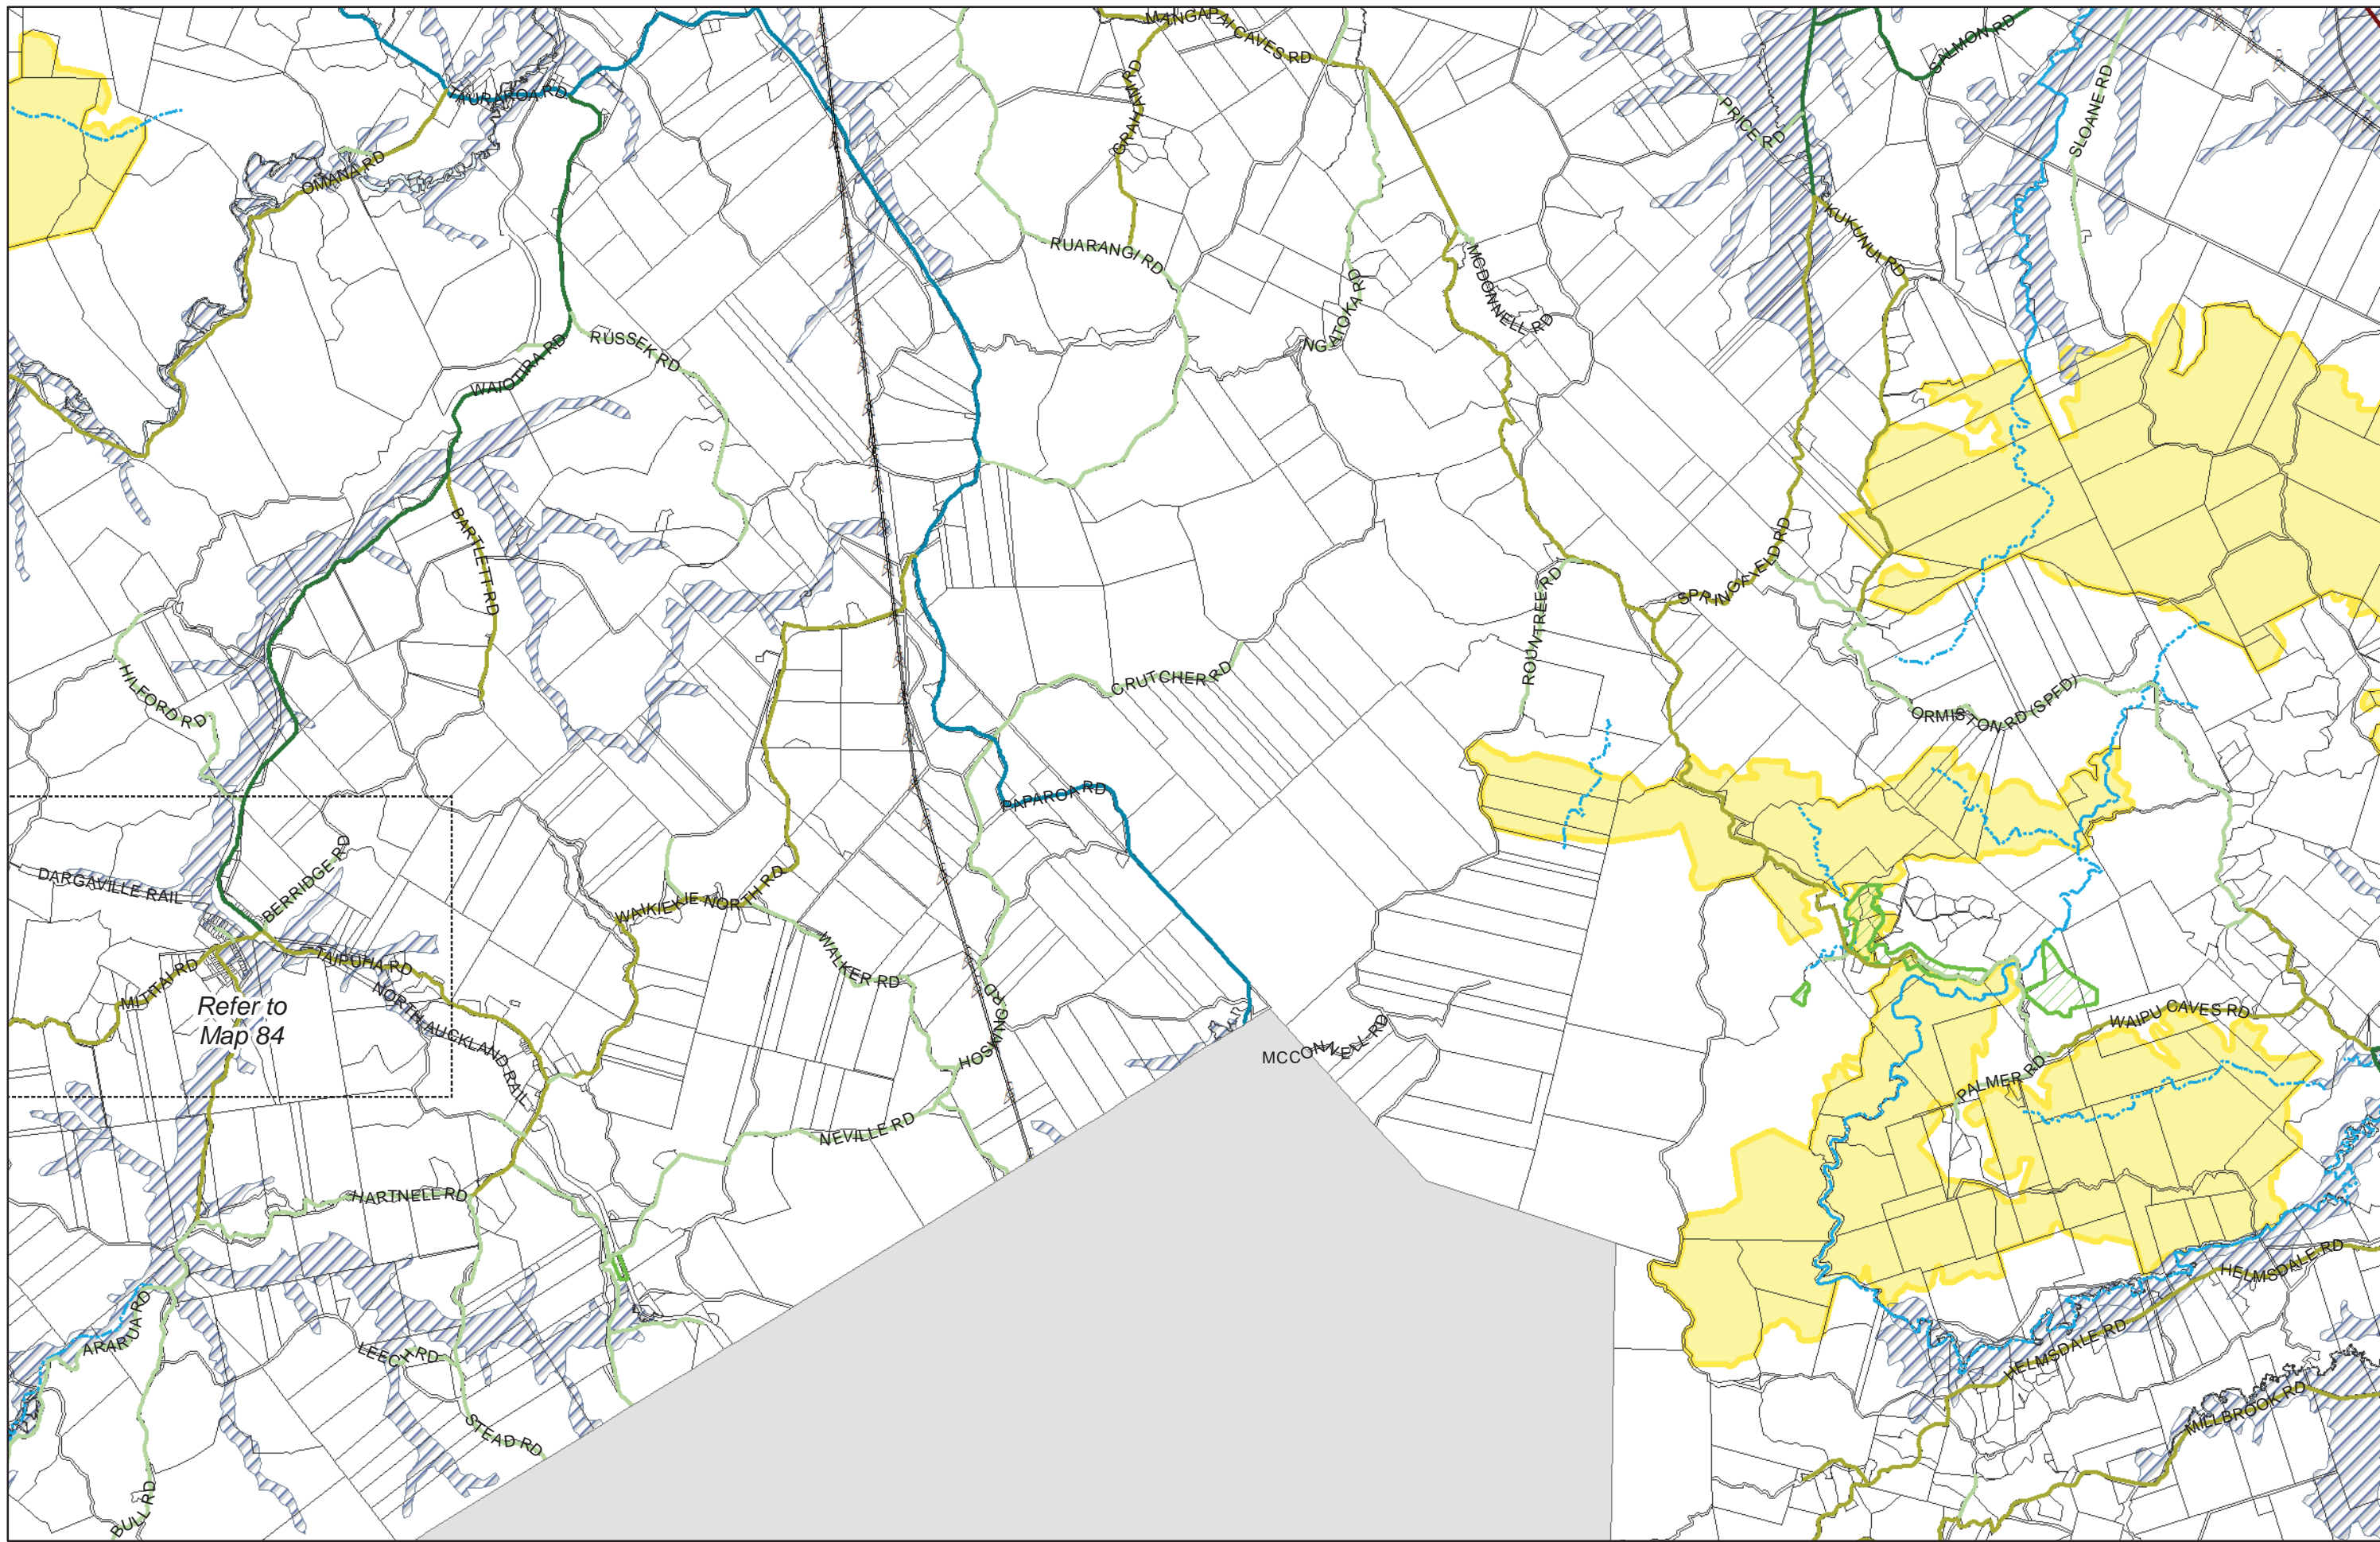 MANGAPAI CAVES RD
SALMON RD
TAURAROA RD
GRAHAM RD
PRICE RD
SLOANE RD
OMANA RD
KUKUNUI RD
RUARANGI RD
MCDONNELL RD
NGATOKA RD
RUSSEK RD
WAIOTIRA RD
BARTLETT RD
SPRINGFIELD RD
ROUNTREE RD
HILFORD RD
CRUTCHER RD
ORMISTON RD (SPFD)
PAPAROA RD
BERRIDGE RD
DARGAVILLE RAIL
WAIKIEKIE NORTH RD
WALKER RD
TAIPUHA RD
MITITAI RD
Refer to
Map 84
NORTH AUCKLAND RAIL
HOSKING RD
WAIPU CAVES RD
MCCONNELL RD
PALMER RD
NEVILLE RD
HARTNELL RD
HELMSDALE RD
ARARUA RD
LEECH RD
HELMSDALE RD
MILLBROOK RD
STEAD RD
BULL RD